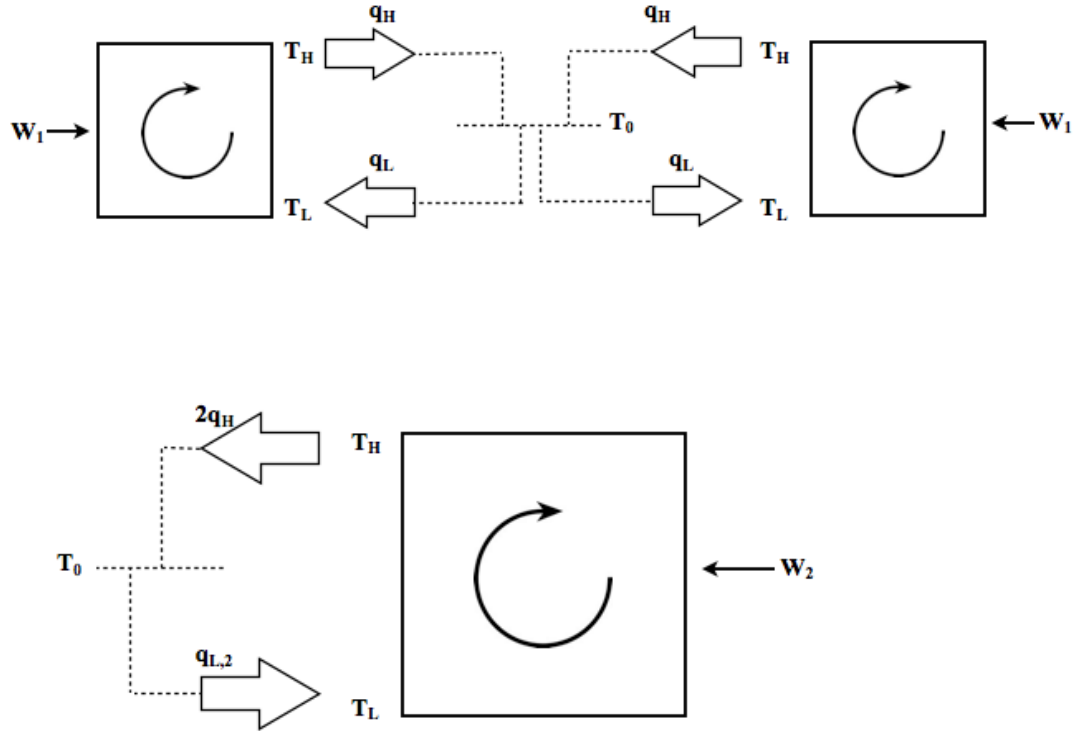 q_H q_H
T_H T_H
W_1 T_0 W_1
q_L q_L
T_L T_L
2q_H
T_H
T_0 W_2
q_L,2
T_L